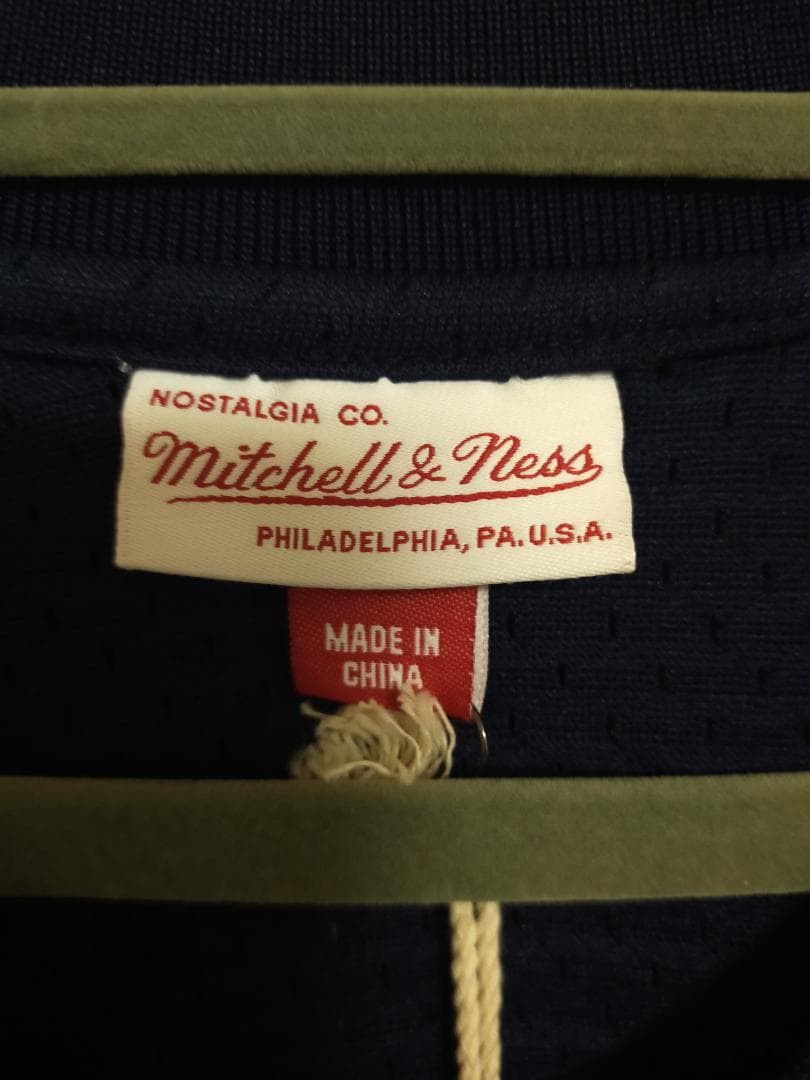 NOSTALGIA CO.
Mitchell & Ness
PHILADELPHIA, PA. U.S.A.
MADE IN
CHINA